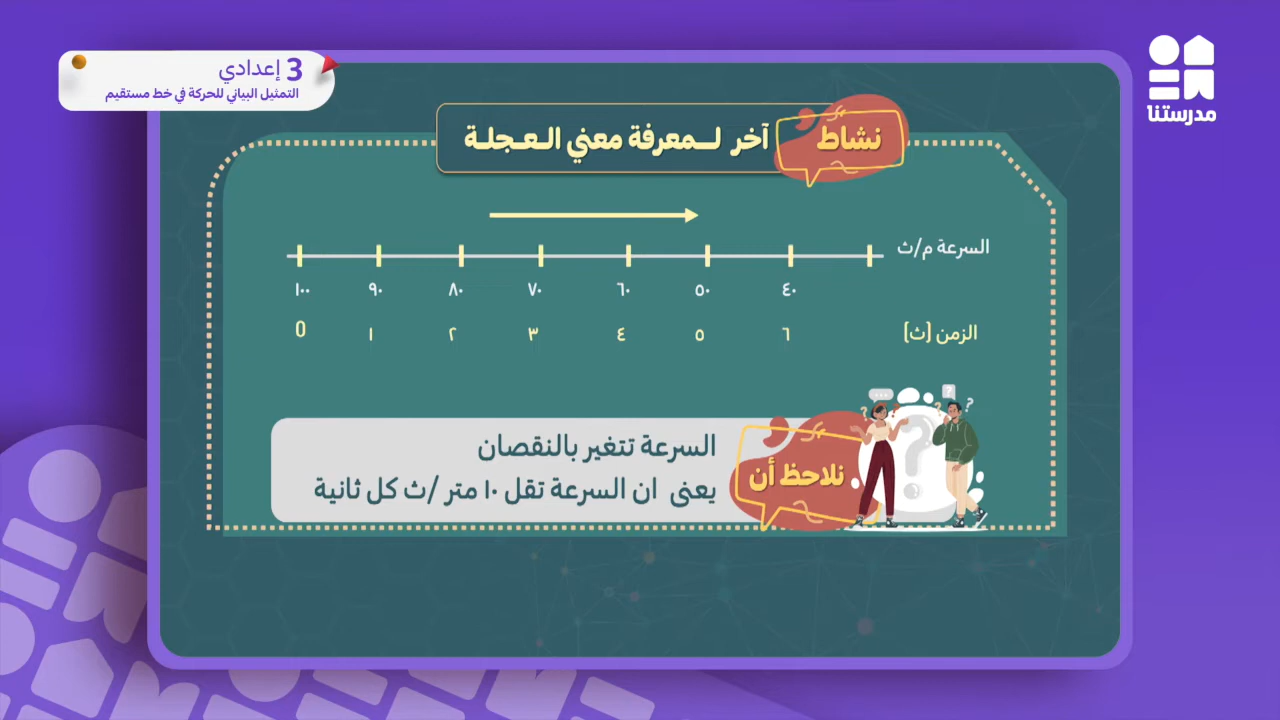 3 إعدادي
التمثيل البياني للحركة في خط مستقيم
مدرستنا
نشاط آخر لـــمعرفة معني الـعـجلـة
السرعة م/ث
١٠٠ ٩٠ ٨٠ ٧٠ ٦٠ ٥٠ ٤٠
الزمن (ث)
0 ١ ٢ ٣ ٤ ٥ ٦
نلاحظ أن
السرعة تتغير بالنقصان
يعنى ان السرعة تقل ١٠ متر /ث كل ثانية